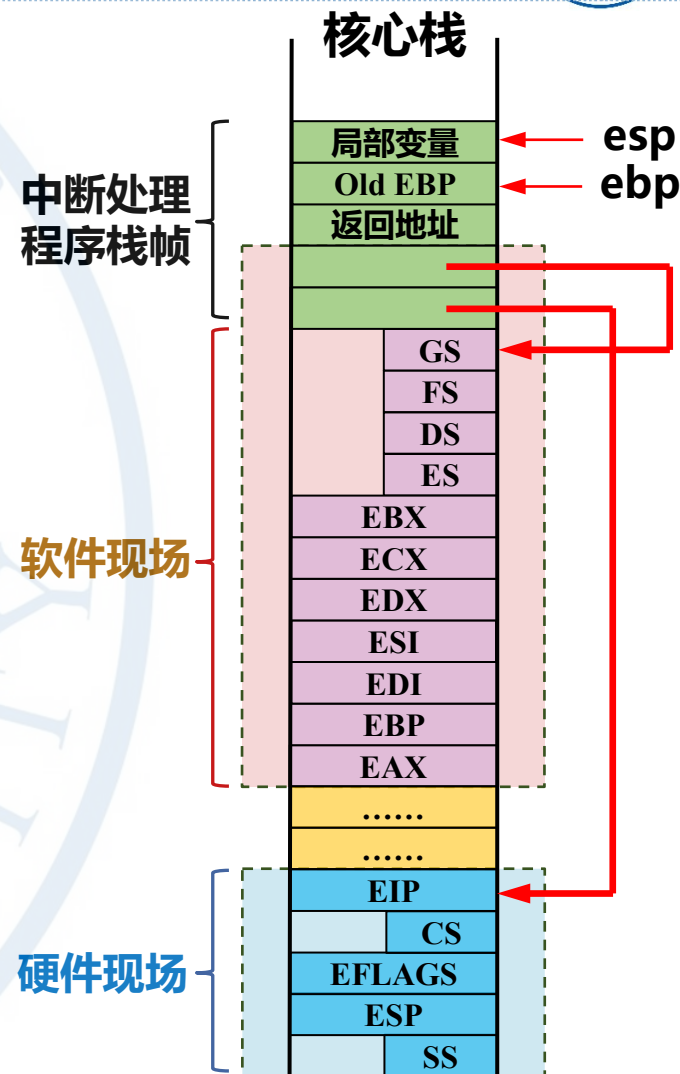 核心栈
局部变量
esp
Old EBP
ebp
返回地址
中断处理
程序栈帧
GS
FS
DS
ES
EBX
ECX
EDX
ESI
EDI
EBP
EAX
软件现场
......
......
EIP
CS
EFLAGS
ESP
SS
硬件现场